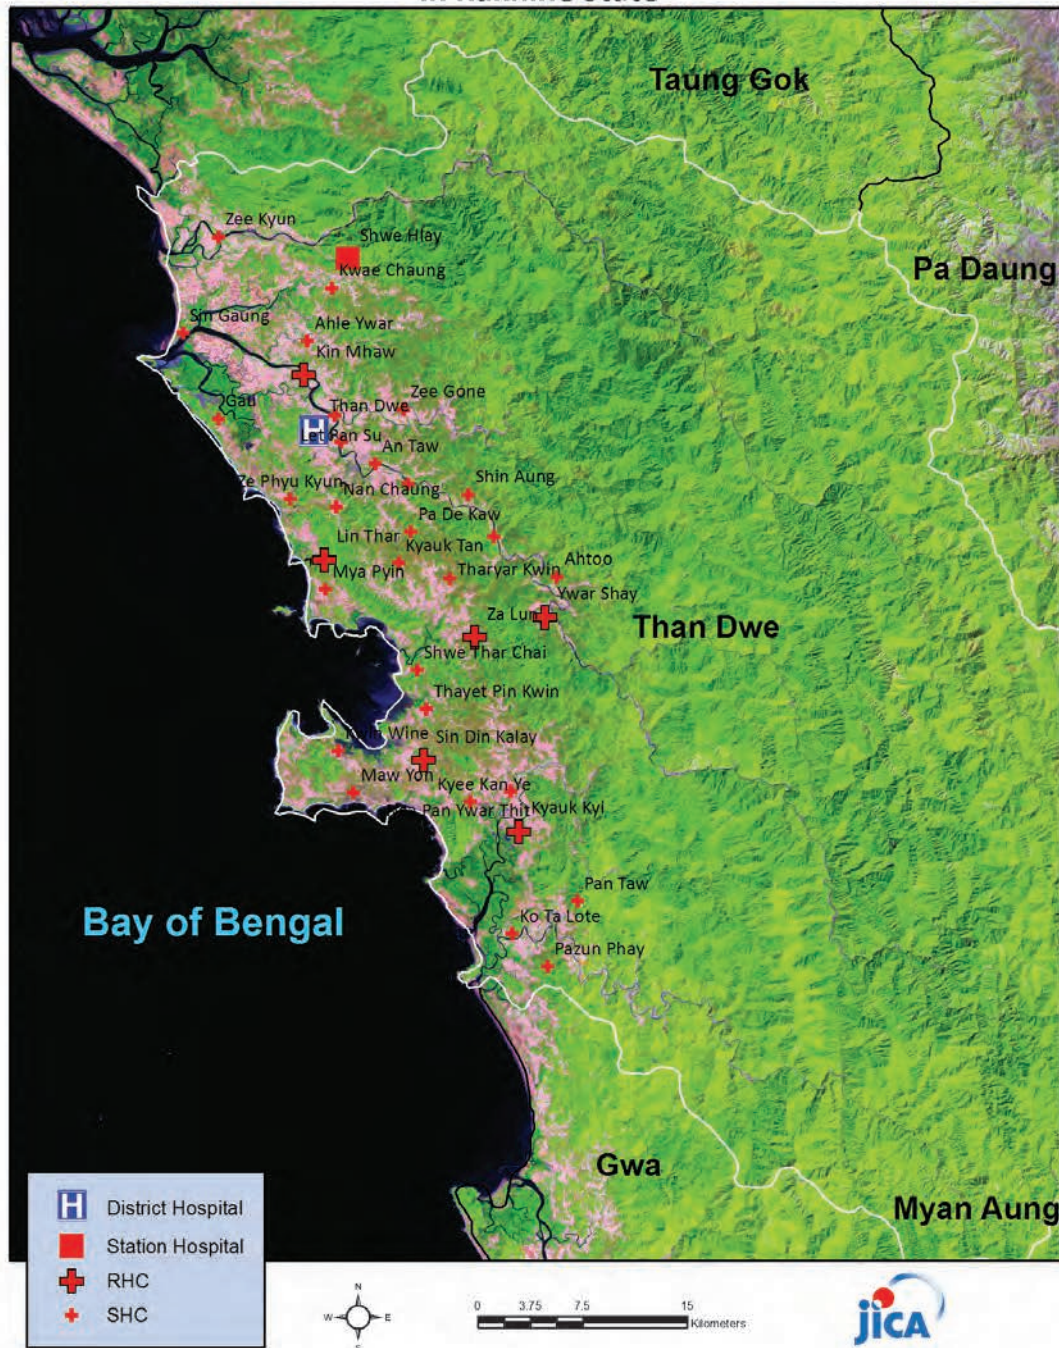 Taung Gok
Zee Kyun
Shwe Hlay
Pa Daung
Kwae Chaung
Sin Gaung
Ahle Ywar
Kin Mhaw
Zee Gone
Gau
Than Dwe
H
Let Pan Su
An Taw
Shin Aung
Ze Phyu Kyun
Nan Chaung
Pa De Kaw
Lin Thar
Kyauk Tan
Ahtoo
Mya Pyin
Tharyar Kwin
Ywar Shay
Za Lun
Than Dwe
Shwe Thar Chai
Thayet Pin Kwin
Kwin Wine
Sin Din Kalay
Maw Yon
Kyee Kan Ye
Pan Ywar Thit
Kyauk Kyi
Pan Taw
Bay of Bengal
Ko Ta Lote
Pazun Phay
Gwa
Myan Aung
H District Hospital
Station Hospital
RHC
SHC
N
W E
S
0 3.75 7.5 15
Kilometers
jICA